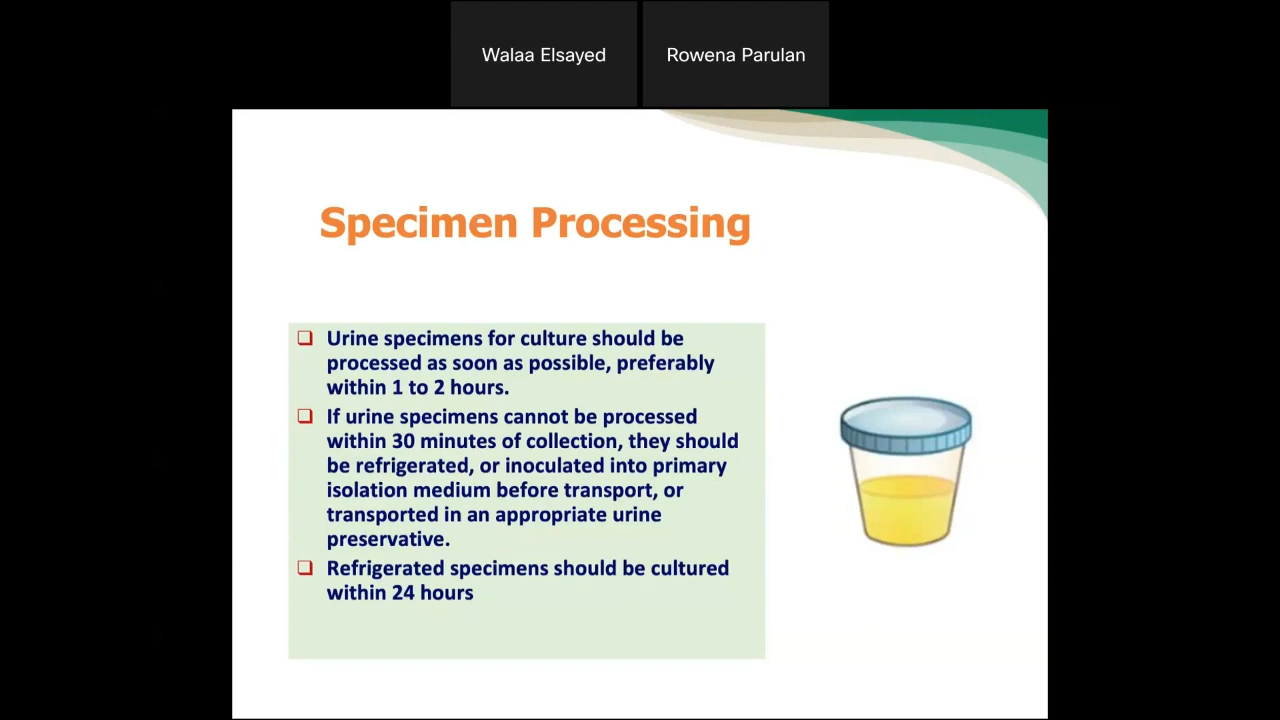 Walaa Elsayed
Rowena Parulan
Specimen Processing
❑ Urine specimens for culture should be
processed as soon as possible, preferably
within 1 to 2 hours.
❑ If urine specimens cannot be processed
within 30 minutes of collection, they should
be refrigerated, or inoculated into primary
isolation medium before transport, or
transported in an appropriate urine
preservative.
❑ Refrigerated specimens should be cultured
within 24 hours